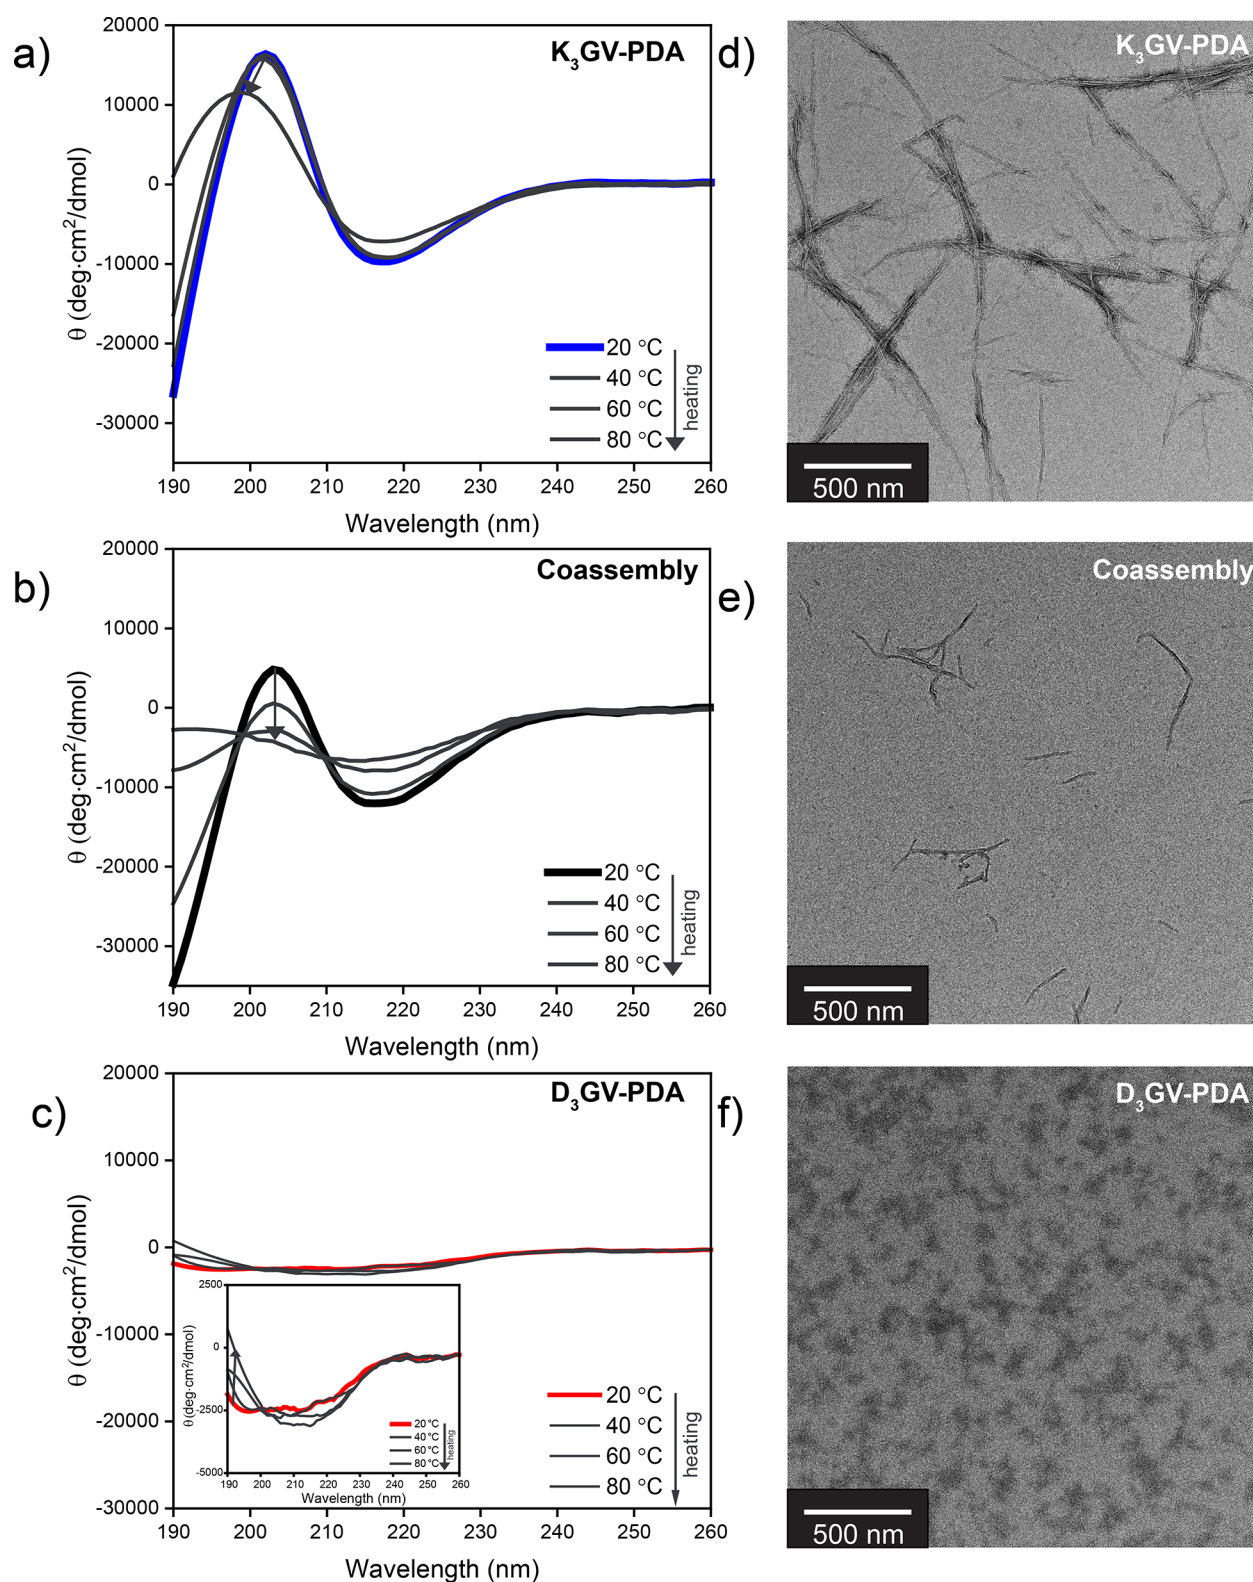 a)
K₃GV-PDA
20000
10000
0
-10000
-20000
-30000
θ (deg·cm²/dmol)
20 °C
40 °C
60 °C
80 °C
heating
190 200 210 220 230 240 250 260
Wavelength (nm)
d)
K₃GV-PDA
500 nm
b)
Coassembly
20000
10000
0
-10000
-20000
-30000
θ (deg·cm²/dmol)
20 °C
40 °C
60 °C
80 °C
heating
190 200 210 220 230 240 250 260
Wavelength (nm)
e)
Coassembly
500 nm
c)
D₃GV-PDA
20000
10000
0
-10000
-20000
-30000
θ (deg·cm²/dmol)
2500
0
-2500
-5000
θ (deg·cm²/dmol)
20 °C
40 °C
60 °C
80 °C
heating
190 200 210 220 230 240 250 260
Wavelength (nm)
20 °C
40 °C
60 °C
80 °C
heating
190 200 210 220 230 240 250 260
Wavelength (nm)
f)
D₃GV-PDA
500 nm